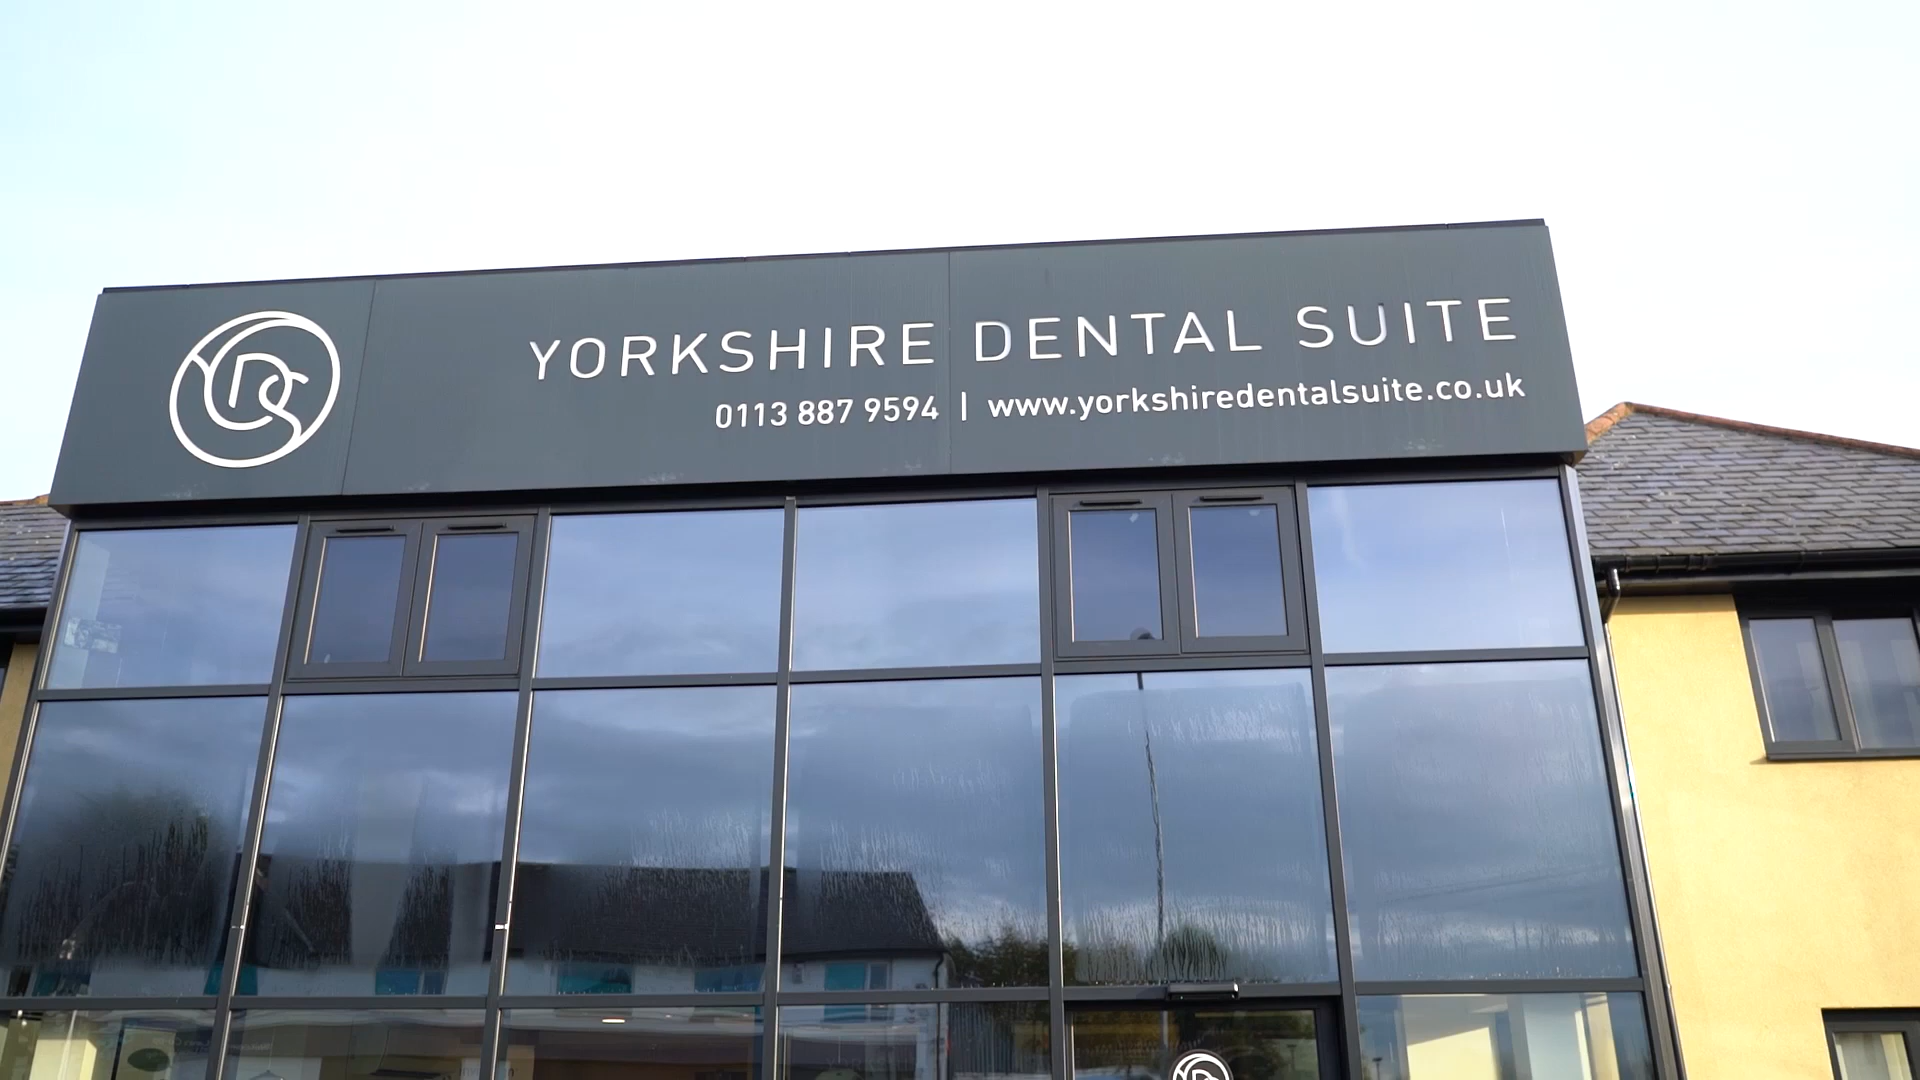 YORKSHIRE DENTAL SUITE
0113 887 9594 | www.yorkshiredentalsuite.co.uk